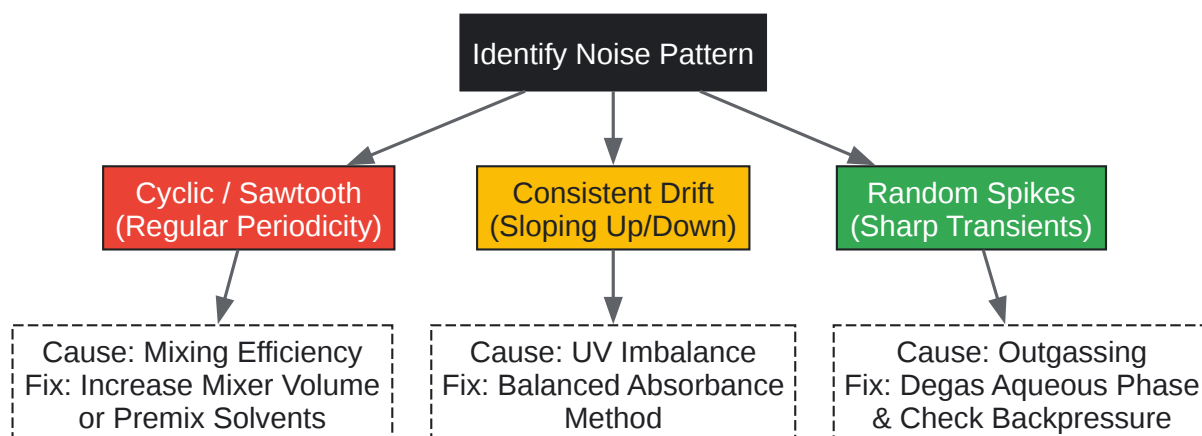 Identify Noise Pattern
Cyclic / Sawtooth
(Regular Periodicity)
Consistent Drift
(Sloping Up/Down)
Random Spikes
(Sharp Transients)
Cause: Mixing Efficiency
Fix: Increase Mixer Volume
or Premix Solvents
Cause: UV Imbalance
Fix: Balanced Absorbance
Method
Cause: Outgassing
Fix: Degas Aqueous Phase
& Check Backpressure